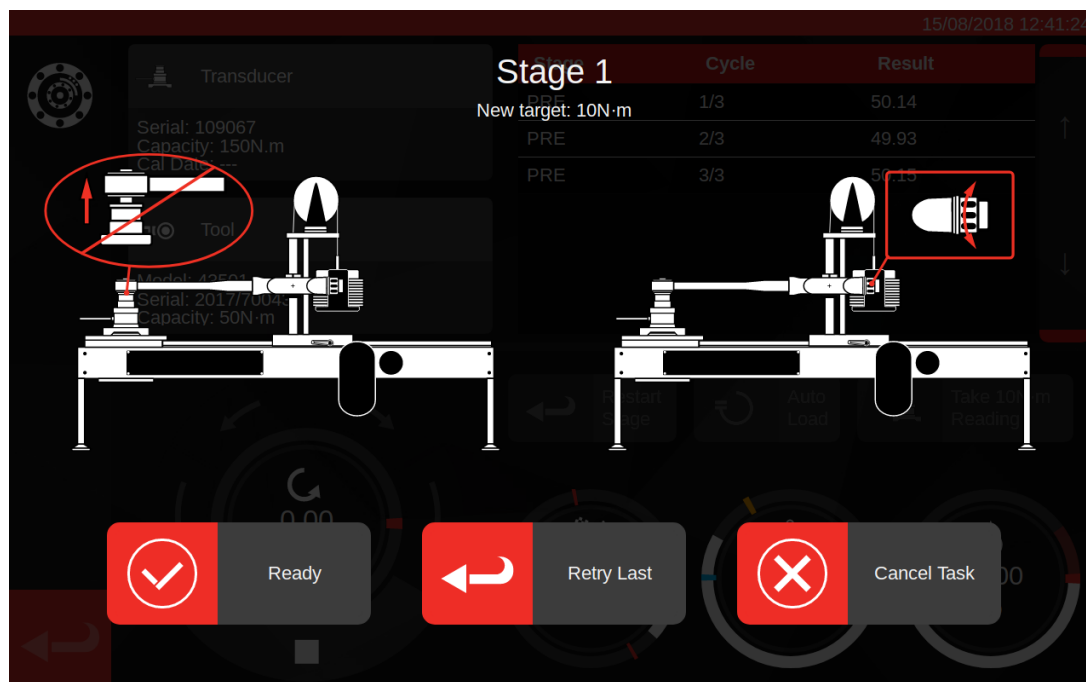 15/08/2018 12:41:24
Transducer
Serial: 109067
Capacity: 150N.m
Cal Date: ---
Tool
Model: 43501
Serial: 2017/70043
Capacity: 50N·m
Stage 1
New target: 10N·m
Stage Cycle Result
PRE 1/3 50.14
PRE 2/3 49.93
PRE 3/3 50.15
Restart
Stage
Auto
Load
Take 10N·m
Reading
0.00
Ready
Retry Last
Cancel Task